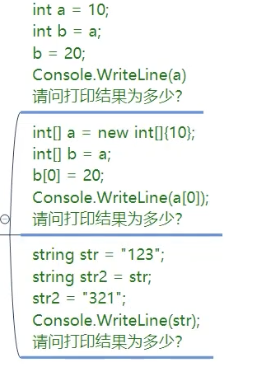 int a = 10;
int b = a;
b = 20;
Console.WriteLine(a)
请问打印结果为多少？
int[] a = new int[]{10};
int[] b = a;
b[0] = 20;
Console.WriteLine(a[0]);
请问打印结果为多少？
string str = "123";
string str2 = str;
str2 = "321";
Console.WriteLine(str);
请问打印结果为多少？